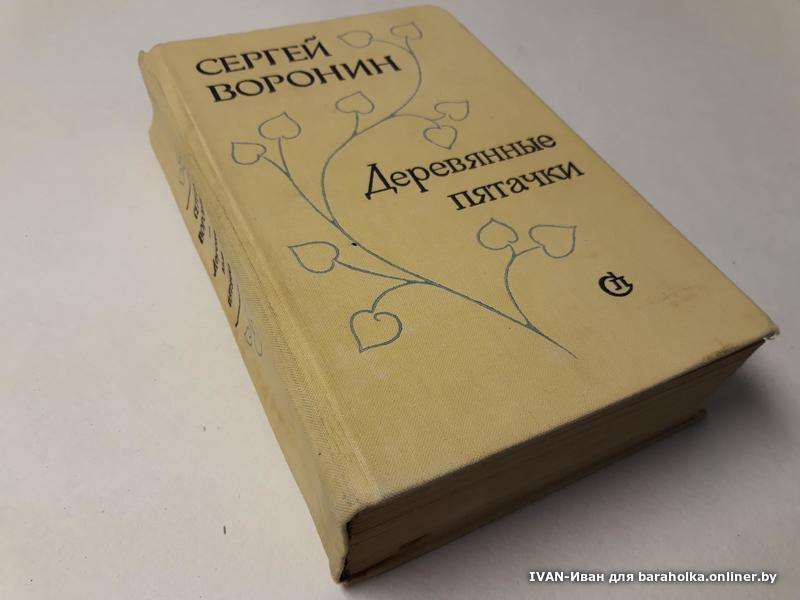 СЕРГЕЙ
ВОРОНИН
Деревянные
пятачки
IVAN-Иван для baraholka.onliner.by